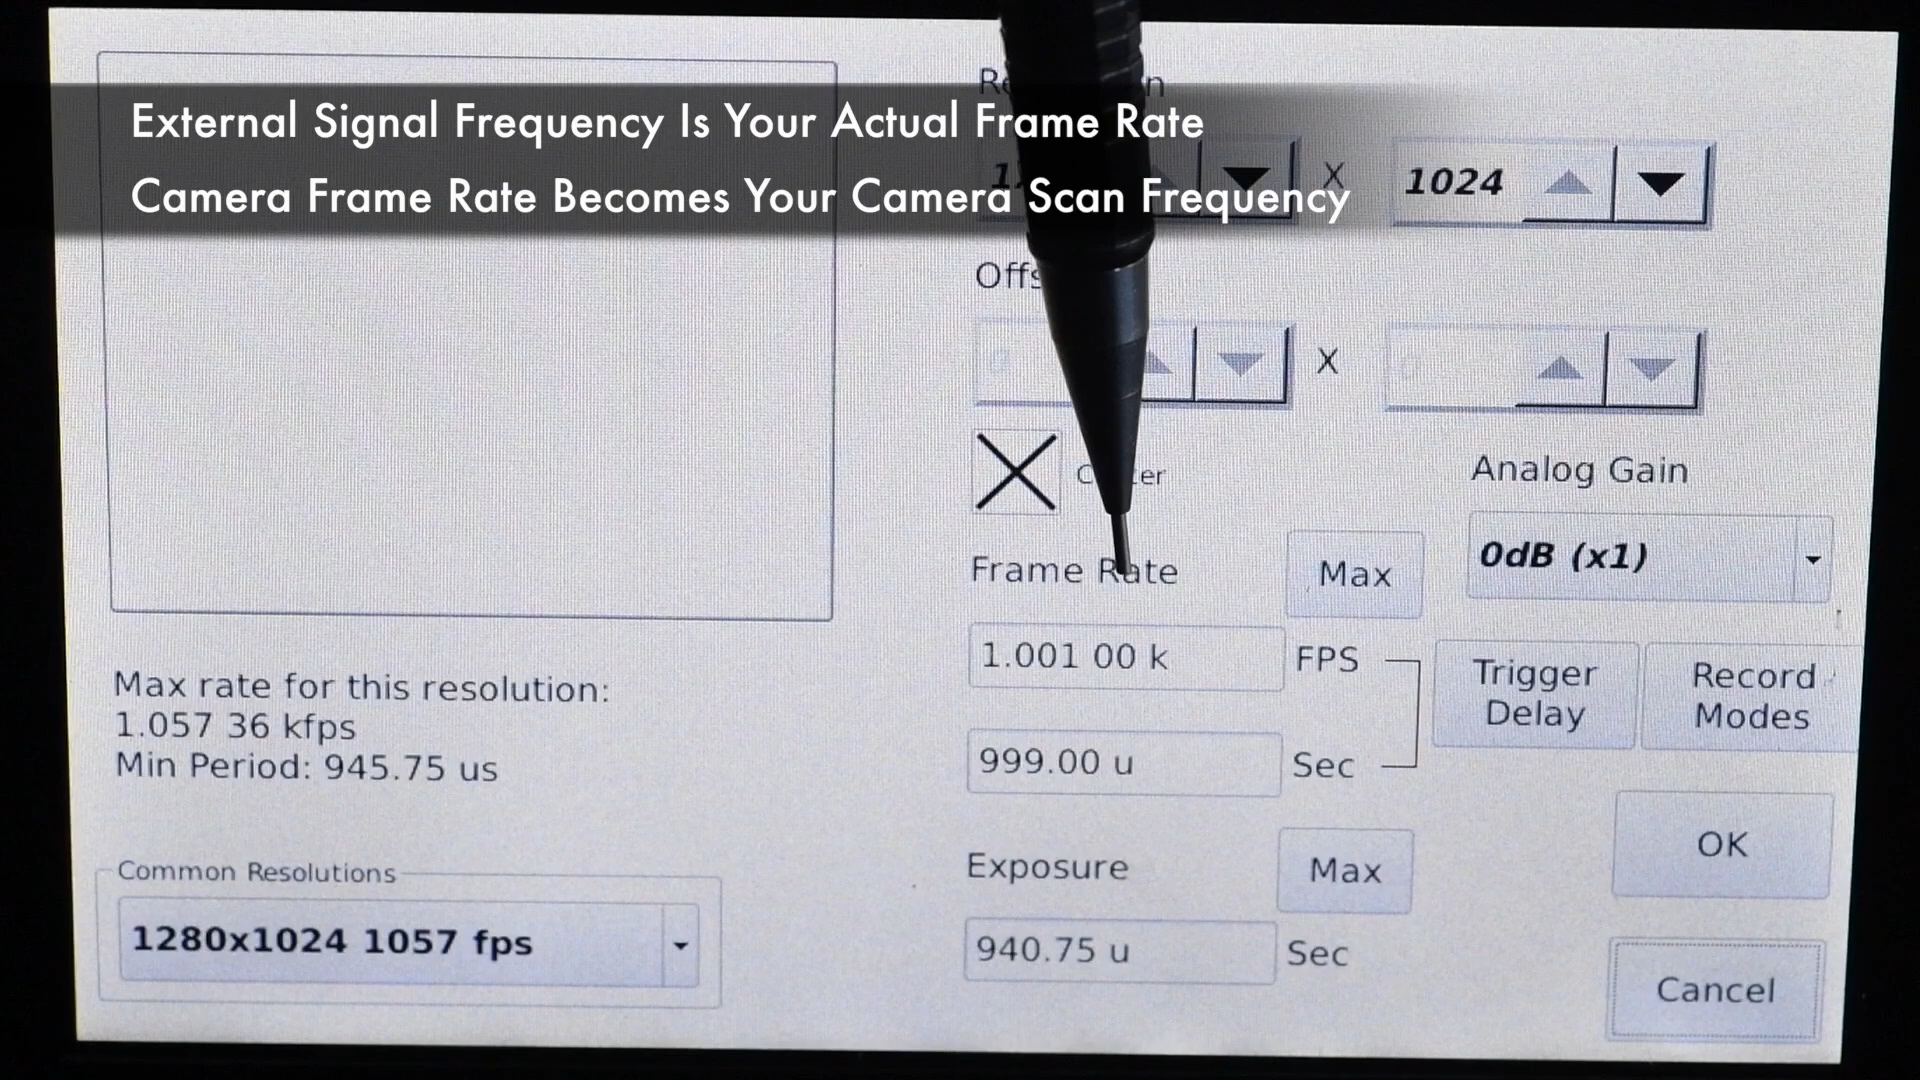 External Signal Frequency Is Your Actual Frame Rate
Camera Frame Rate Becomes Your Camera Scan Frequency
X
1024
X
Analog Gain
0dB (x1)
Frame Rate
Max
1.001 00 k
FPS
999.00 u
Sec
Trigger
Delay
Record
Modes
Max rate for this resolution:
1.057 36 kfps
Min Period: 945.75 us
Common Resolutions
1280x1024 1057 fps
Exposure
Max
940.75 u
Sec
OK
Cancel